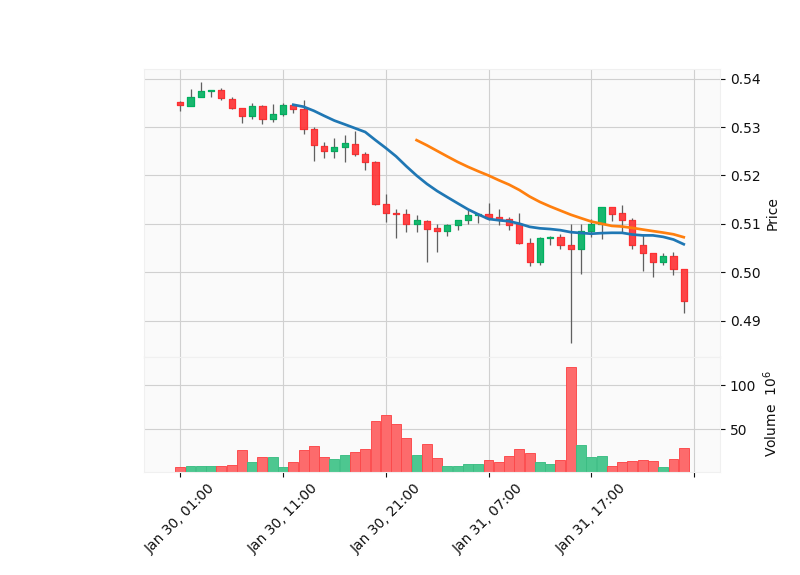 0.54
0.53
0.52
0.51
0.50
0.49
Price
100
50
Volume 10^6
Jan 30, 01:00
Jan 30, 11:00
Jan 30, 21:00
Jan 31, 07:00
Jan 31, 17:00